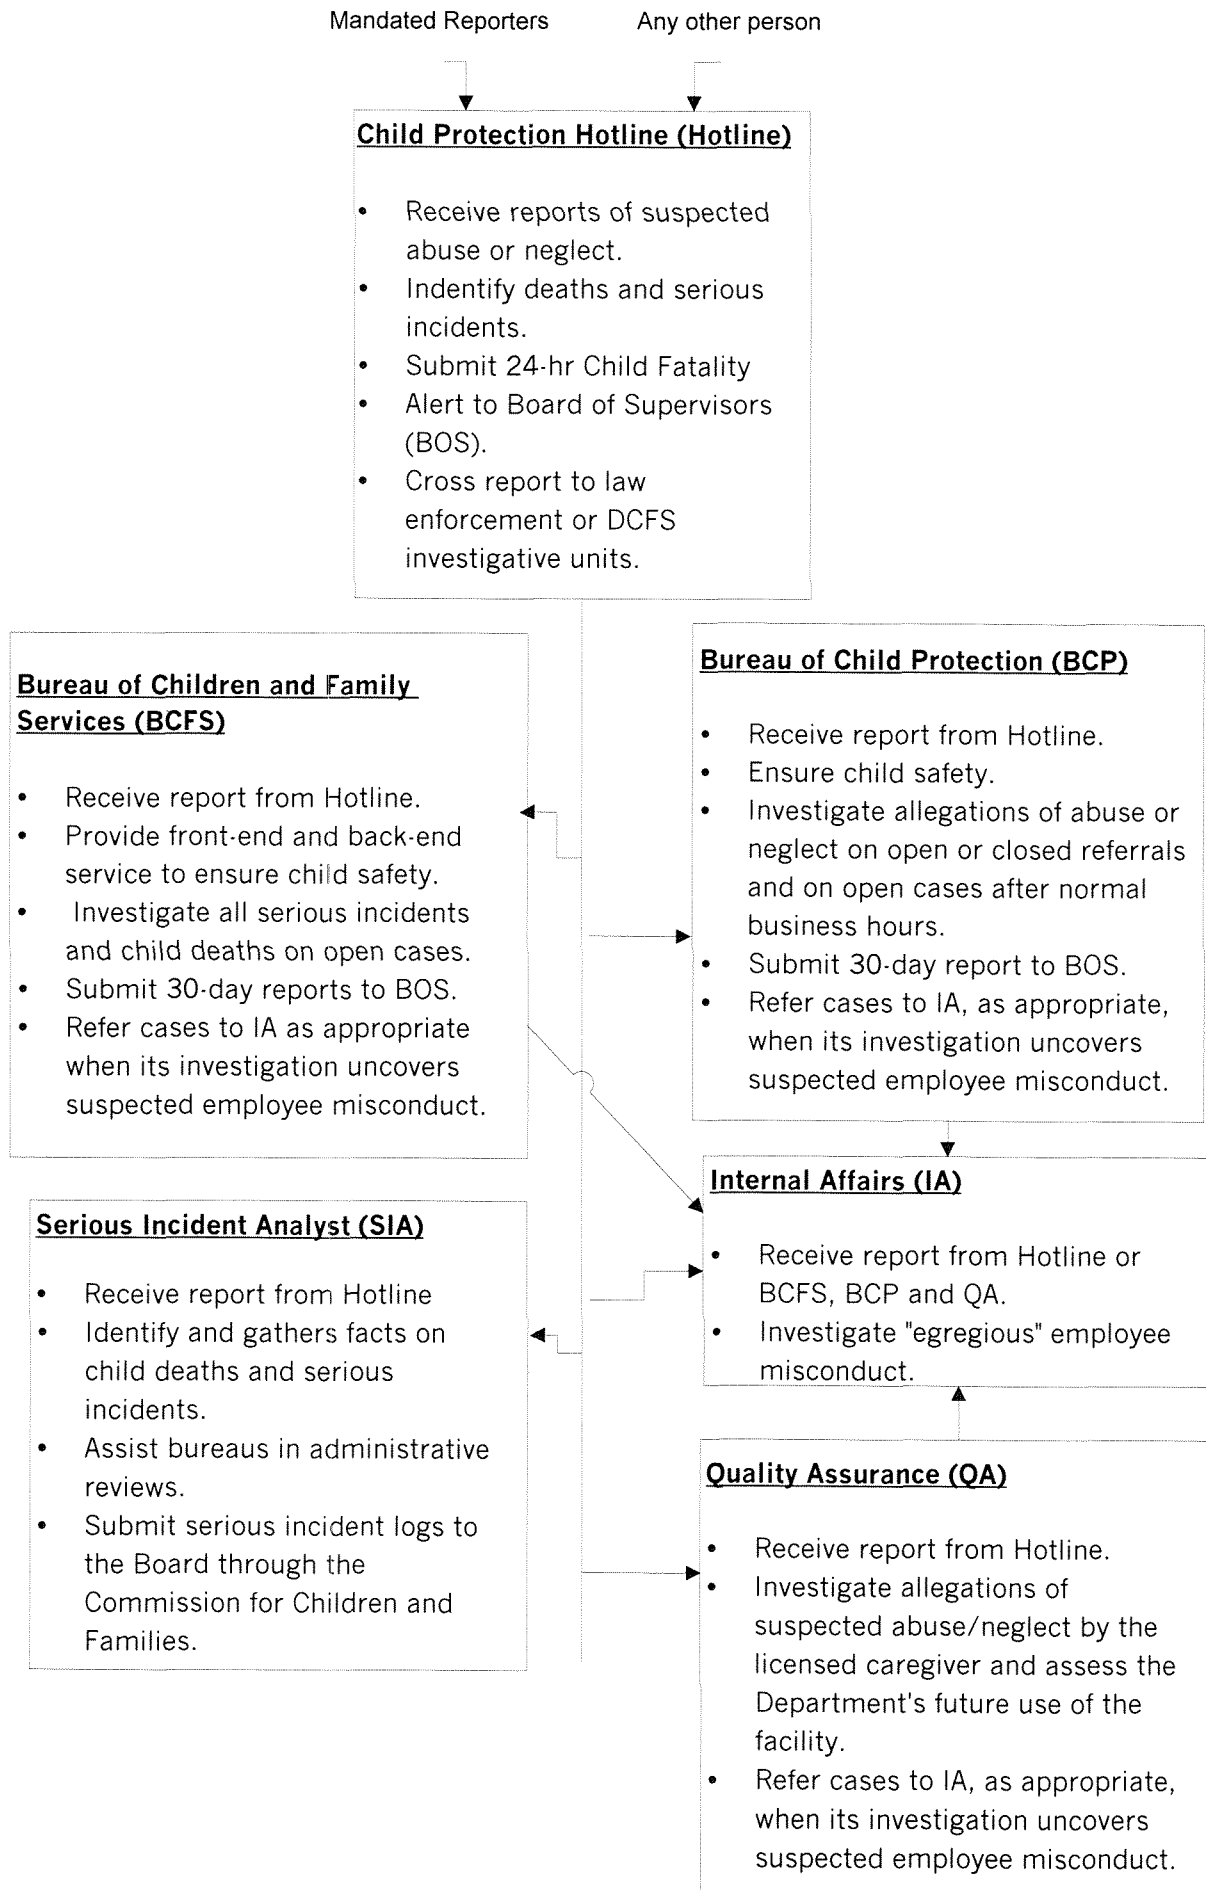 Mandated Reporters
Any other person
Child Protection Hotline (Hotline)
• Receive reports of suspected
abuse or neglect.
• Indentify deaths and serious
incidents.
• Submit 24-hr Child Fatality
• Alert to Board of Supervisors
(BOS).
• Cross report to law
enforcement or DCFS
investigative units.
Bureau of Children and Family
Services (BCFS)
• Receive report from Hotline.
• Provide front-end and back-end
service to ensure child safety.
• Investigate all serious incidents
and child deaths on open cases.
• Submit 30-day reports to BOS.
• Refer cases to IA as appropriate
when its investigation uncovers
suspected employee misconduct.
Bureau of Child Protection (BCP)
• Receive report from Hotline.
• Ensure child safety.
• Investigate allegations of abuse or
neglect on open or closed referrals
and on open cases after normal
business hours.
• Submit 30-day report to BOS.
• Refer cases to IA, as appropriate,
when its investigation uncovers
suspected employee misconduct.
Serious Incident Analyst (SIA)
• Receive report from Hotline
• Identify and gathers facts on
child deaths and serious
incidents.
• Assist bureaus in administrative
reviews.
• Submit serious incident logs to
the Board through the
Commission for Children and
Families.
Internal Affairs (IA)
• Receive report from Hotline or
BCFS, BCP and QA.
• Investigate "egregious" employee
misconduct.
Quality Assurance (QA)
• Receive report from Hotline.
• Investigate allegations of
suspected abuse/neglect by the
licensed caregiver and assess the
Department's future use of the
facility.
• Refer cases to IA, as appropriate,
when its investigation uncovers
suspected employee misconduct.